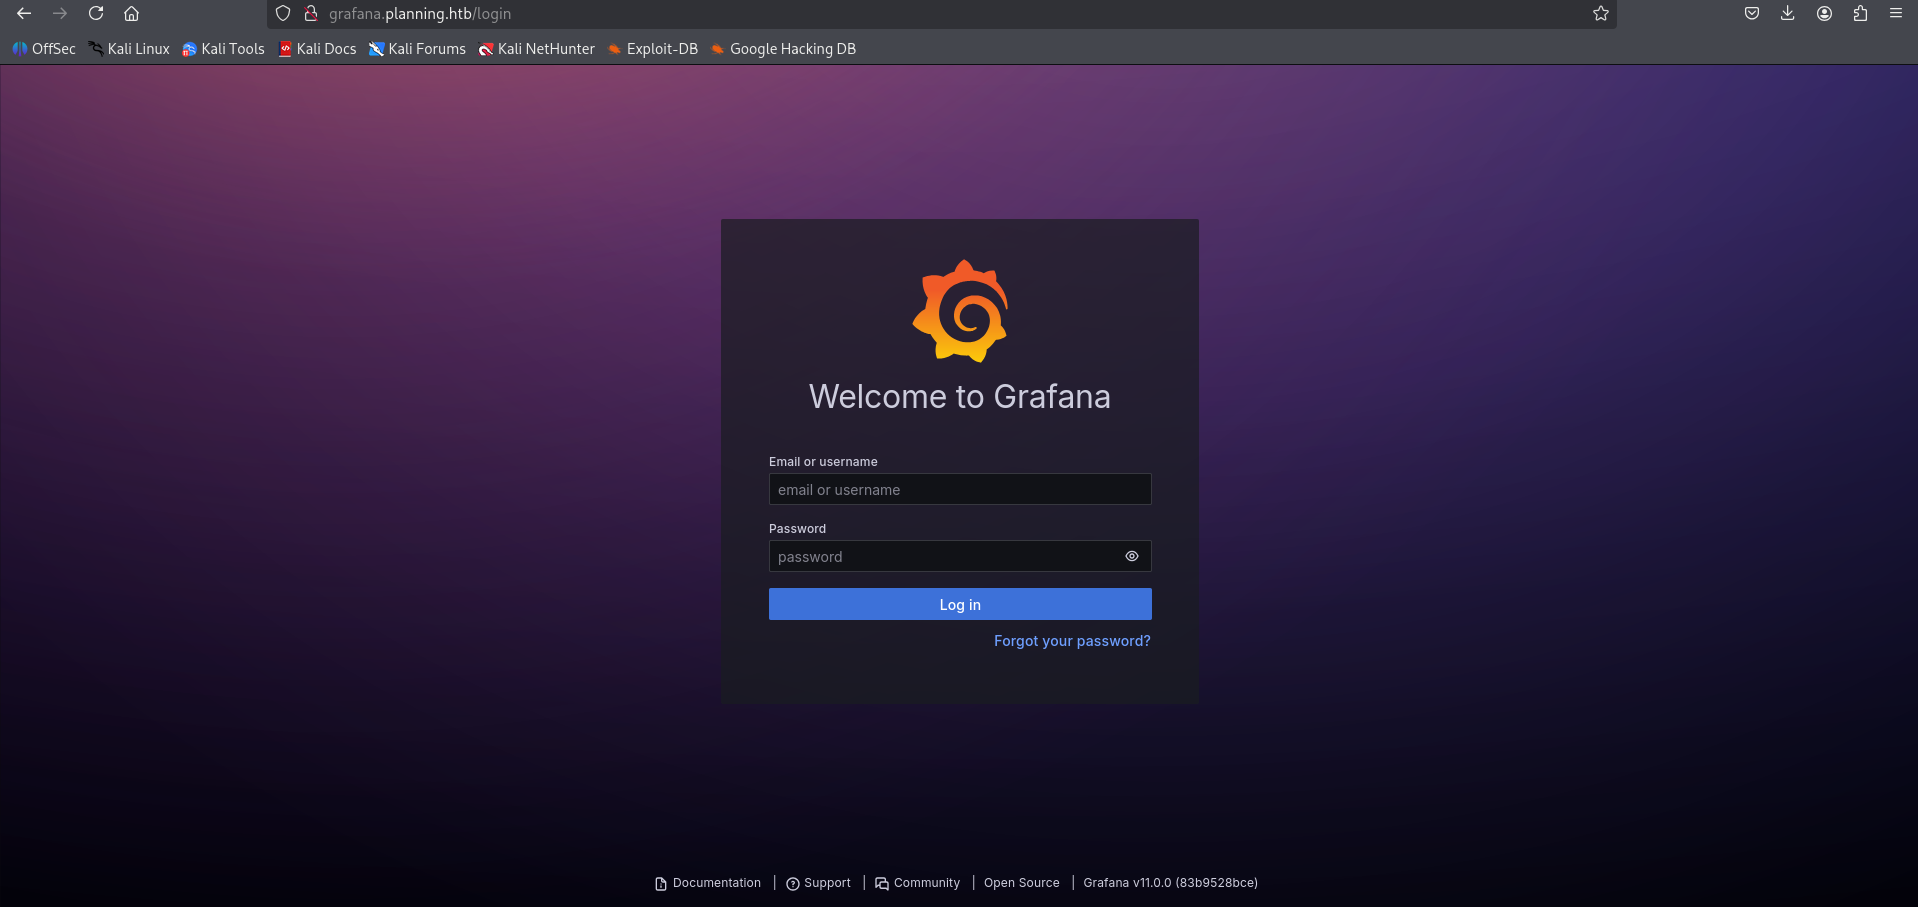 grafana.planning.htb/login
OffSec Kali Linux Kali Tools Kali Docs Kali Forums Kali NetHunter Exploit-DB Google Hacking DB
Welcome to Grafana
Email or username
email or username
Password
password
Log in
Forgot your password?
Documentation | Support | Community | Open Source | Grafana v11.0.0 (83b9528bce)